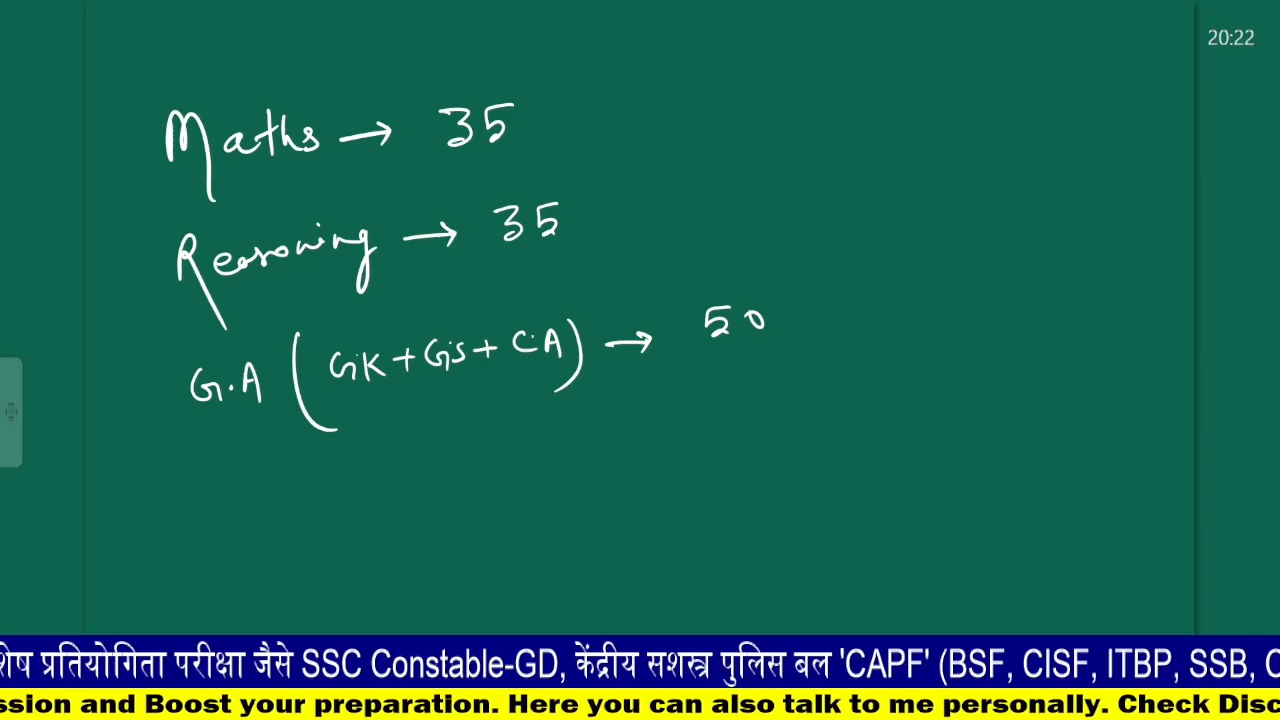 20:22
Maths → 35
Reasoning → 35
G.A (GK + GS + CA) → 50
शेष प्रतियोगिता परीक्षा जैसे SSC Constable-GD, केंद्रीय सशस्त्र पुलिस बल 'CAPF' (BSF, CISF, ITBP, SSB, C
ssion and Boost your preparation. Here you can also talk to me personally. Check Disc